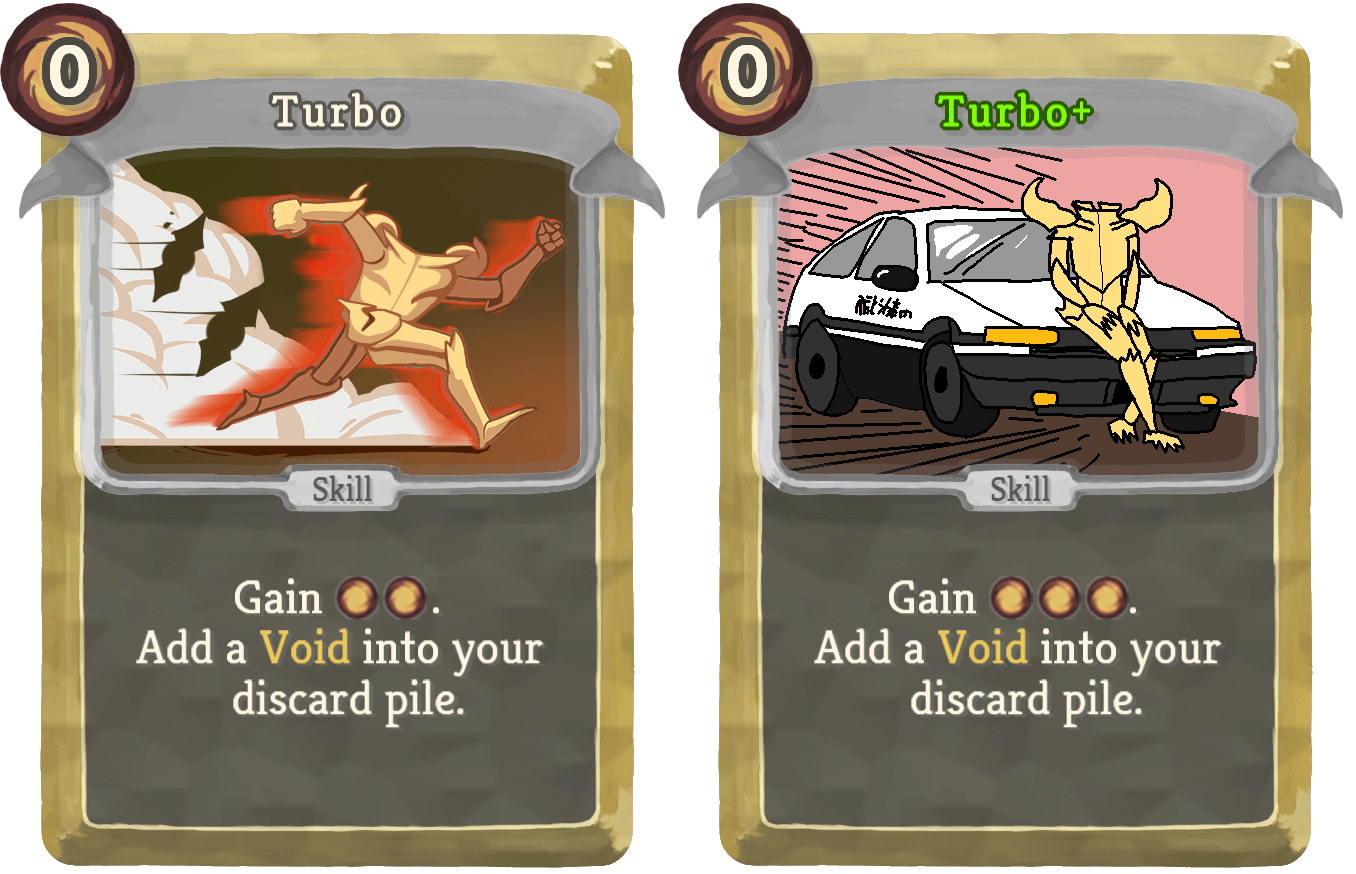 0
Turbo
Skill
Gain
.
Add a Void into your
discard pile.
0
Turbo+
Skill
Gain
.
Add a Void into your
discard pile.